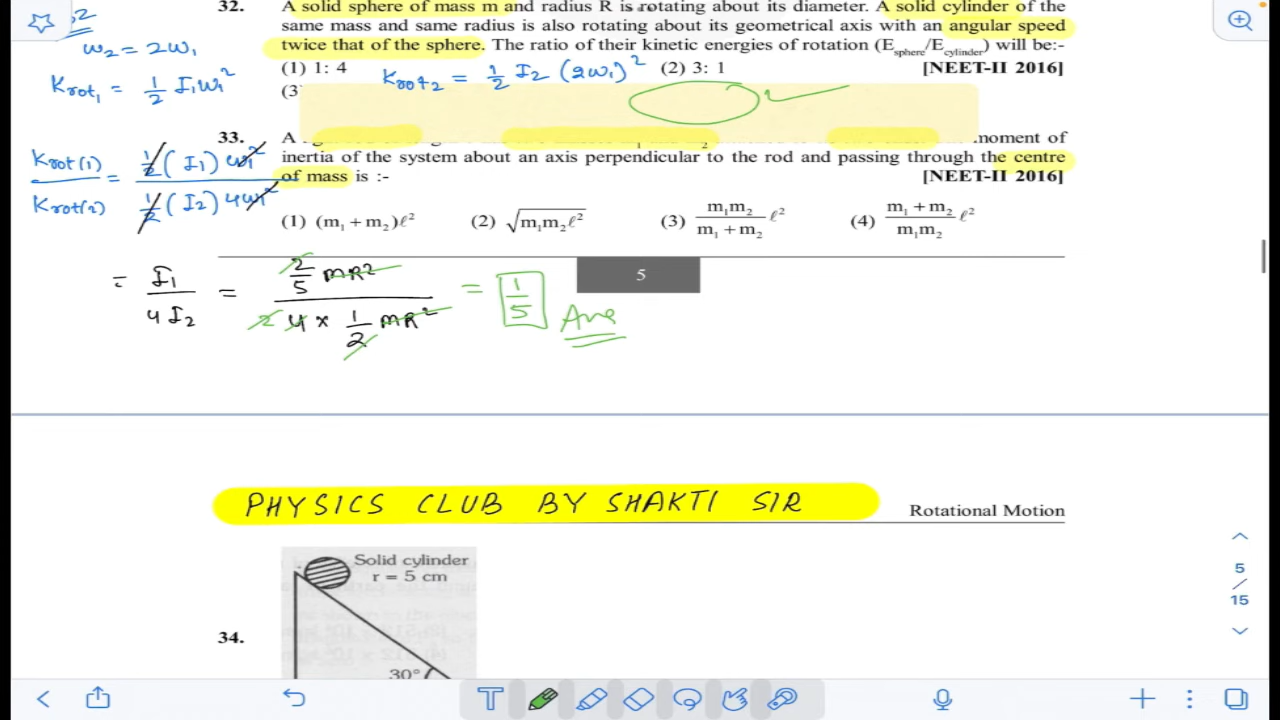 32.
A solid sphere of mass m and radius R is rotating about its diameter. A solid cylinder of the
same mass and same radius is also rotating about its geometrical axis with an angular speed
twice that of the sphere. The ratio of their kinetic energies of rotation (E_sphere/E_cylinder) will be:-
(1) 1: 4
(2) 3: 1
[NEET-II 2016]
(3)
ω₂ = 2ω₁
Krot₁ = 1/2 I₁ω₁²
Krot₂ = 1/2 I₂ (2ω₁)²
Krot(1)/Krot(2) = 1/2 (I₁) ω₁² / 1/2 (I₂) 4ω₁²
= I₁/4I₂ = 2/5 mR² / 4 × 1/2 mR² = 1/5 Ans
2
33.
A
moment of
inertia of the system about an axis perpendicular to the rod and passing through the centre
of mass is :-
[NEET-II 2016]
(1) (m₁ + m₂)ℓ²
(2) √m₁m₂ℓ²
(3) m₁m₂/m₁ + m₂ ℓ²
(4) m₁ + m₂/m₁m₂ ℓ²
5
PHYSICS CLUB BY SHAKTI SIR
Rotational Motion
Solid cylinder
r = 5 cm
34.
30°
5
/
15
T